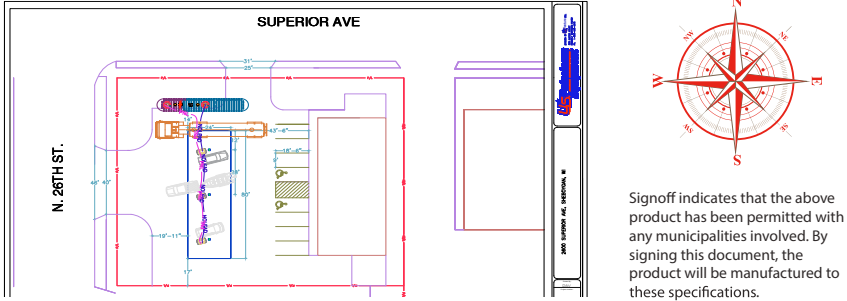 SUPERIOR AVE
N. 26TH ST.
31'
25'
43'-6"
18'-6"
9'
80'
46'
40'
19'-11"
17'
2600 SUPERIOR AVE, SHEBOYGAN, WI
N
NE
E
SE
S
SW
W
NW
Signoff indicates that the above
product has been permitted with
any municipalities involved. By
signing this document, the
product will be manufactured to
these specifications.